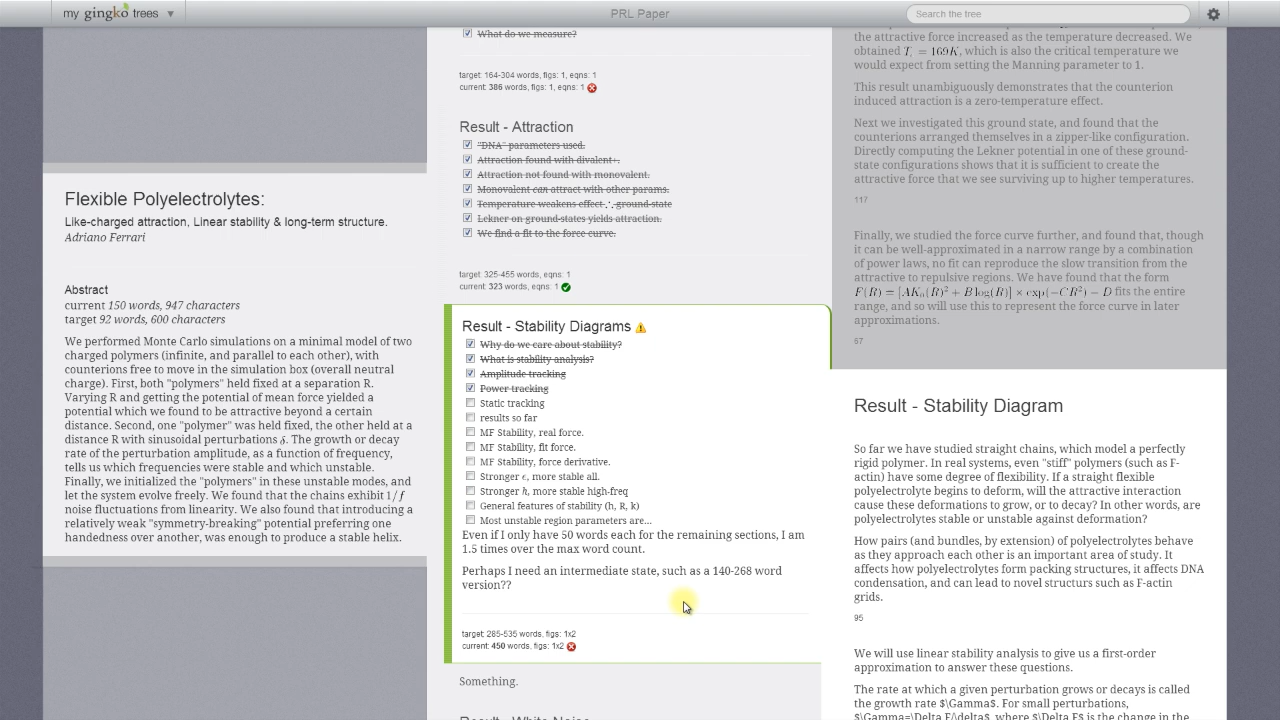 my gingko trees ▼
PRL Paper
Search the tree
Flexible Polyelectrolytes:
Like-charged attraction, Linear stability & long-term structure.
Adriano Ferrari
Abstract
current 150 words, 947 characters
target 92 words, 600 characters
We performed Monte Carlo simulations on a minimal model of two
charged polymers (infinite, and parallel to each other), with
counterions free to move in the simulation box (overall neutral
charge). First, both "polymers" held fixed at a separation R.
Varying R and getting the potential of mean force yielded a
potential which we found to be attractive beyond a certain
distance. Second, one "polymer" was held fixed, the other held at a
distance R with sinusoidal perturbations δ. The growth or decay
rate of the perturbation amplitude, as a function of frequency,
tells us which frequencies were stable and which unstable.
Finally, we initialized the "polymers" in these unstable modes, and
let the system evolve freely. We found that the chains exhibit 1/f
noise fluctuations from linearity. We also found that introducing a
relatively weak "symmetry-breaking" potential preferring one
handedness over another, was enough to produce a stable helix.
What do we measure?
target: 164-304 words, figs: 1, eqns: 1
current: 386 words, figs: 1, eqns: 1
Result - Attraction
"DNA" parameters used.
Attraction found with divalent+.
Attraction not found with monovalent.
Monovalent can attract with other params.
Temperature weakens effect ∴ ground-state
Lekner on ground-states yields attraction.
We find a fit to the force curve.
target: 325-455 words, eqns: 1
current: 323 words, eqns: 1
Result - Stability Diagrams
Why do we care about stability?
What is stability analysis?
Amplitude tracking
Power tracking
Static tracking
results so far
MF Stability, real force.
MF Stability, fit force.
MF Stability, force derivative.
Stronger ϵ, more stable all.
Stronger h, more stable high-freq
General features of stability (h, R, k)
Most unstable region parameters are...
Even if I only have 50 words each for the remaining sections, I am
1.5 times over the max word count.
Perhaps I need an intermediate state, such as a 140-268 word
version??
target: 285-535 words, figs: 1x2
current: 450 words, figs: 1x2
Something.
Result - White Noise
the attractive force increased as the temperature decreased. We
obtained T_c = 169K, which is also the critical temperature we
would expect from setting the Manning parameter to 1.
This result unambiguously demonstrates that the counterion
induced attraction is a zero-temperature effect.
Next we investigated this ground state, and found that the
counterions arranged themselves in a zipper-like configuration.
Directly computing the Lekner potential in one of these ground-
state configurations shows that it is sufficient to create the
attractive force that we see surviving up to higher temperatures.
117
Finally, we studied the force curve further, and found that, though
it can be well-approximated in a narrow range by a combination
of power laws, no fit can reproduce the slow transition from the
attractive to repulsive regions. We have found that the form
F(R) = [AK₀(R)² + B log(R)] × exp(−CR²) − D fits the entire
range, and so will use this to represent the force curve in later
approximations.
67
Result - Stability Diagram
So far we have studied straight chains, which model a perfectly
rigid polymer. In real systems, even "stiff" polymers (such as F-
actin) have some degree of flexibility. If a straight flexible
polyelectrolyte begins to deform, will the attractive interaction
cause these deformations to grow, or to decay? In other words, are
polyelectrolytes stable or unstable against deformation?
How pairs (and bundles, by extension) of polyelectrolytes behave
as they approach each other is an important area of study. It
affects how polyelectrolytes form packing structures, it affects DNA
condensation, and can lead to novel structurs such as F-actin
grids.
95
We will use linear stability analysis to give us a first-order
approximation to answer these questions.
The rate at which a given perturbation grows or decays is called
the growth rate $\Gamma$. For small perturbations,
$\Gamma=\Delta F/\delta$, where $\Delta F$ is the change in the